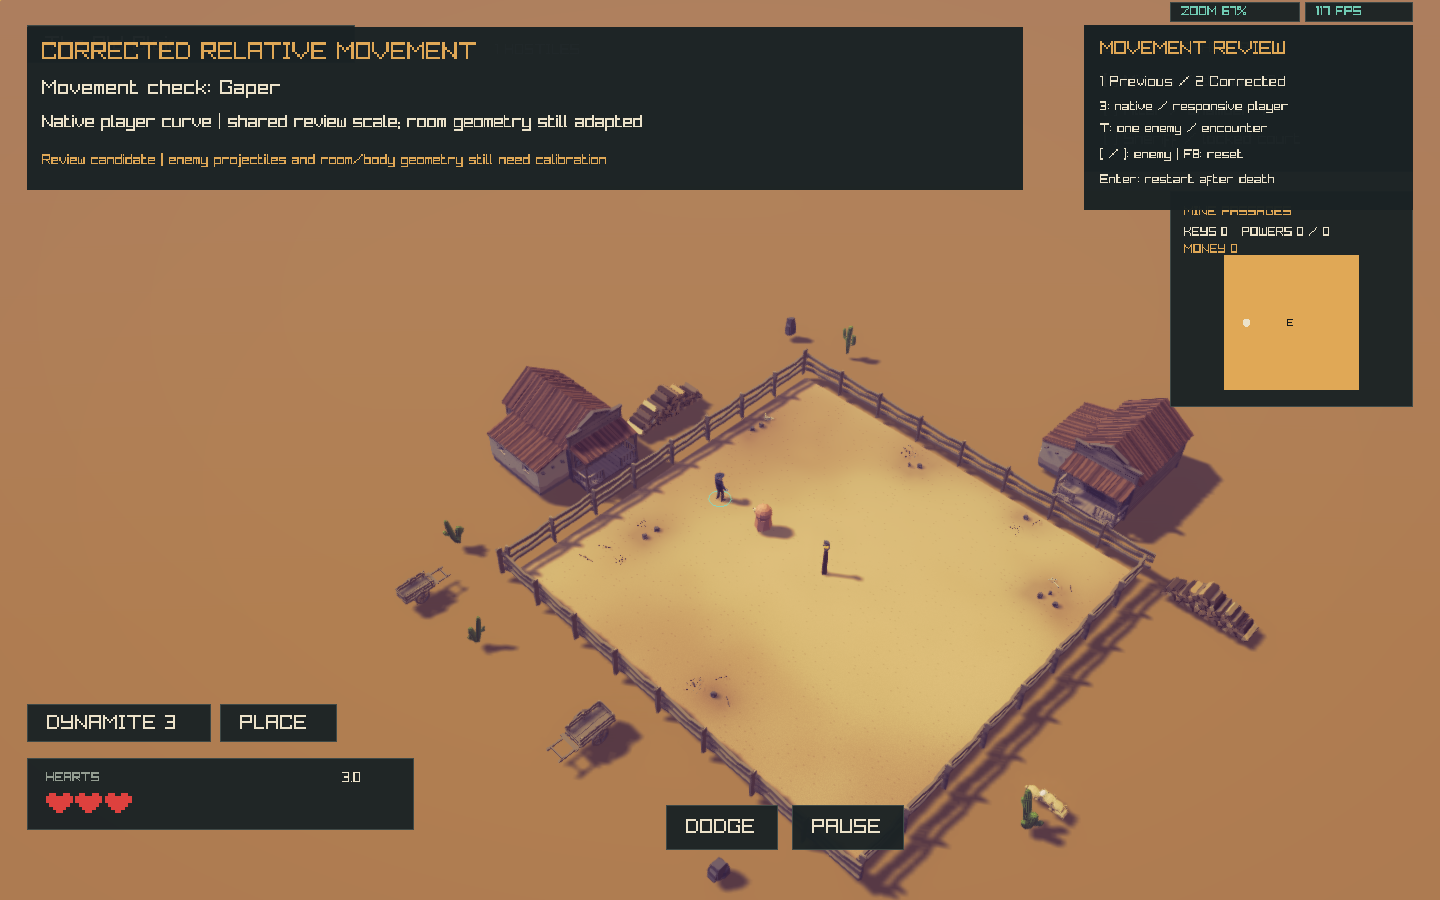 ZOOM 67%
117 FPS
CORRECTED RELATIVE MOVEMENT
Movement check: Gaper
Native player curve | shared review scale; room geometry still adapted
Review candidate | enemy projectiles and room/body geometry still need calibration
MOVEMENT REVIEW
1 Previous / 2 Corrected
3: native / responsive player
T: one enemy / encounter
[ / ]: enemy | F8: reset
Enter: restart after death
MINE PASSAGES
KEYS 0 POWERS 0 / 0
MONEY 0
E
DYNAMITE 3
PLACE
HEARTS
3.0
DODGE
PAUSE